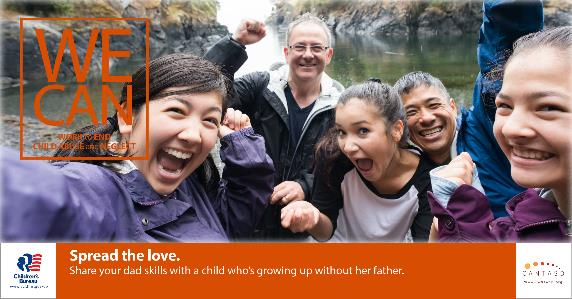 WE
CAN
WORK TO END
CHILD ABUSE AND NEGLECT
Spread the love.
Share your dad skills with a child who's growing up without her father.
Children's
Bureau
CANTASD